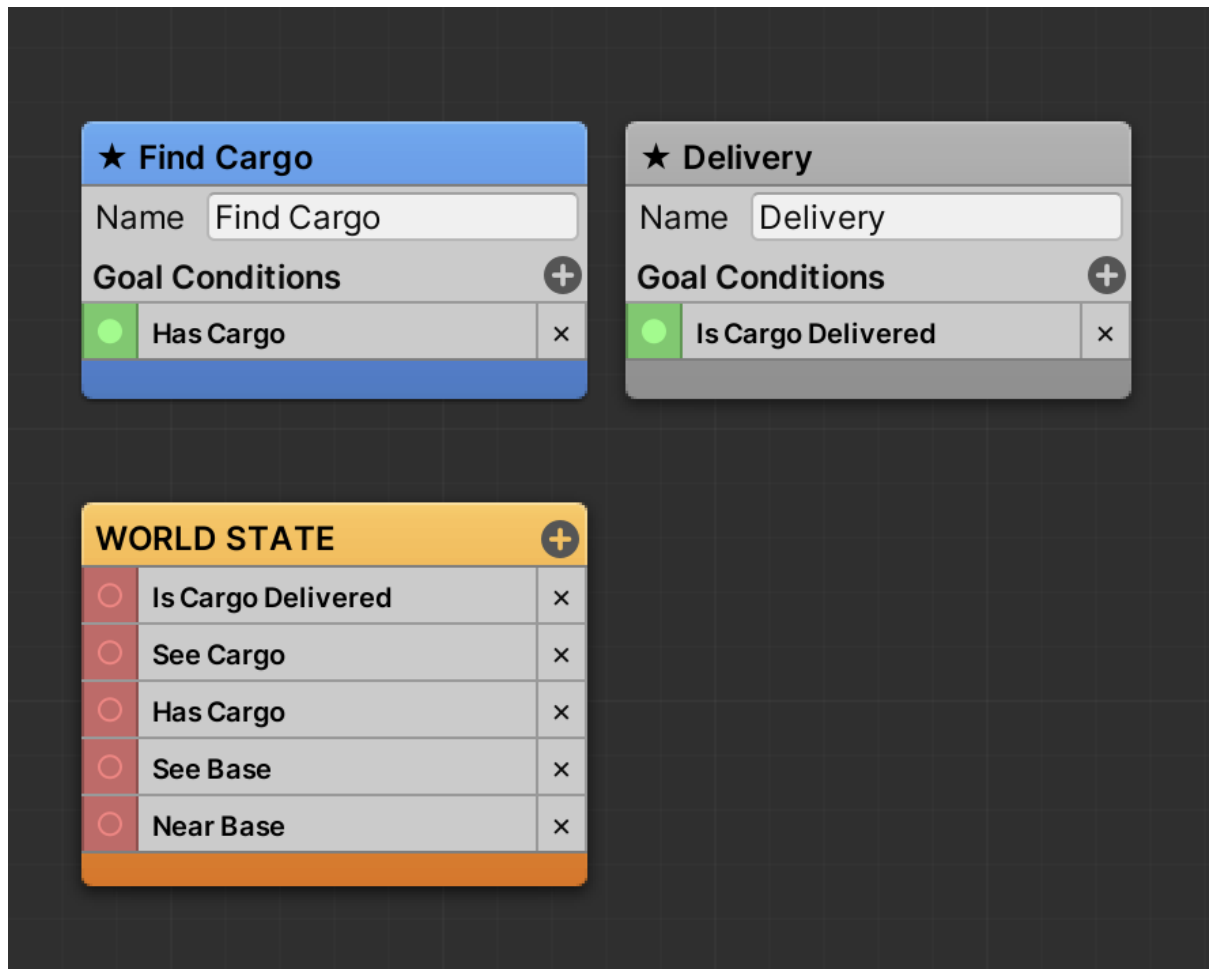 ★ Find Cargo
Name Find Cargo
Goal Conditions
Has Cargo ×
★ Delivery
Name Delivery
Goal Conditions
Is Cargo Delivered ×
WORLD STATE
Is Cargo Delivered ×
See Cargo ×
Has Cargo ×
See Base ×
Near Base ×